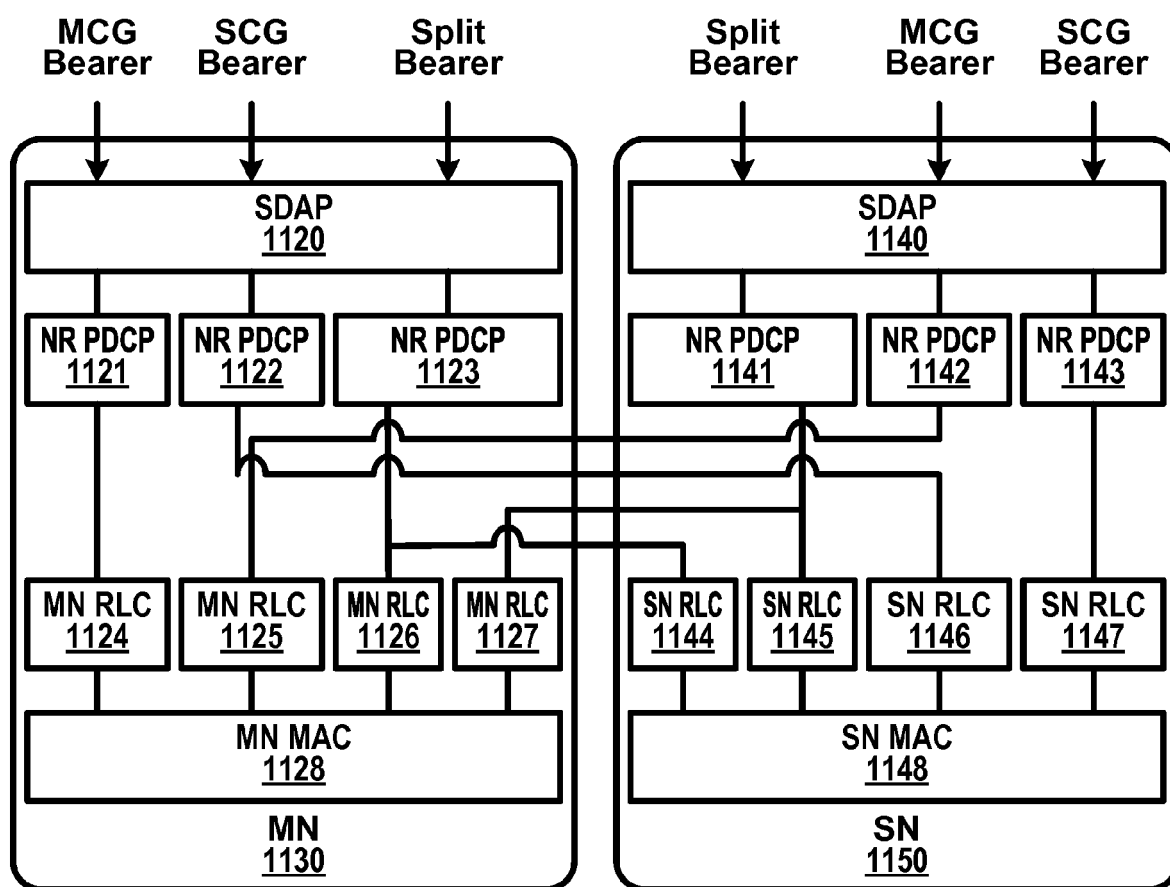 MCG Bearer
SCG Bearer
Split Bearer
Split Bearer
MCG Bearer
SCG Bearer
SDAP
1120
SDAP
1140
NR PDCP
1121
NR PDCP
1122
NR PDCP
1123
NR PDCP
1141
NR PDCP
1142
NR PDCP
1143
MN RLC
1124
MN RLC
1125
MN RLC
1126
MN RLC
1127
SN RLC
1144
SN RLC
1145
SN RLC
1146
SN RLC
1147
MN MAC
1128
SN MAC
1148
MN
1130
SN
1150